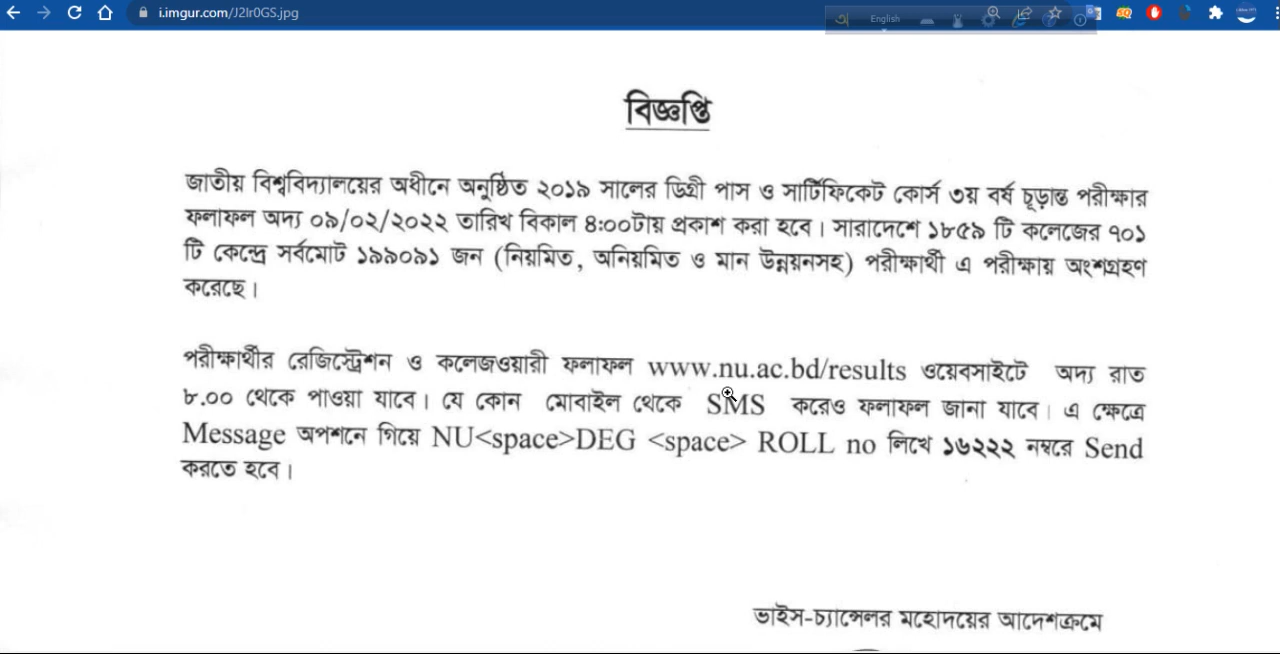 i.imgur.com/J2Ir0GS.jpg
English
বিজ্ঞপ্তি
জাতীয় বিশ্ববিদ্যালয়ের অধীনে অনুষ্ঠিত ২০১৯ সালের ডিগ্রী পাস ও সার্টিফিকেট কোর্স ৩য় বর্ষ চূড়ান্ত পরীক্ষার
ফলাফল অদ্য ০৯/০২/২০২২ তারিখ বিকাল ৪:০০টায় প্রকাশ করা হবে। সারাদেশে ১৮৫৯ টি কলেজের ৭০১
টি কেন্দ্রে সর্বমোট ১৯৯০৯১ জন (নিয়মিত, অনিয়মিত ও মান উন্নয়নসহ) পরীক্ষার্থী এ পরীক্ষায় অংশগ্রহণ
করেছে।
পরীক্ষার্থীর রেজিস্ট্রেশন ও কলেজওয়ারী ফলাফল www.nu.ac.bd/results ওয়েবসাইটে অদ্য রাত
৮.০০ থেকে পাওয়া যাবে। যে কোন মোবাইল থেকে SMS করেও ফলাফল জানা যাবে। এ ক্ষেত্রে
Message অপশনে গিয়ে NU<space>DEG <space> ROLL no লিখে ১৬২২২ নম্বরে Send
করতে হবে।
ভাইস-চ্যান্সেলর মহোদয়ের আদেশক্রমে